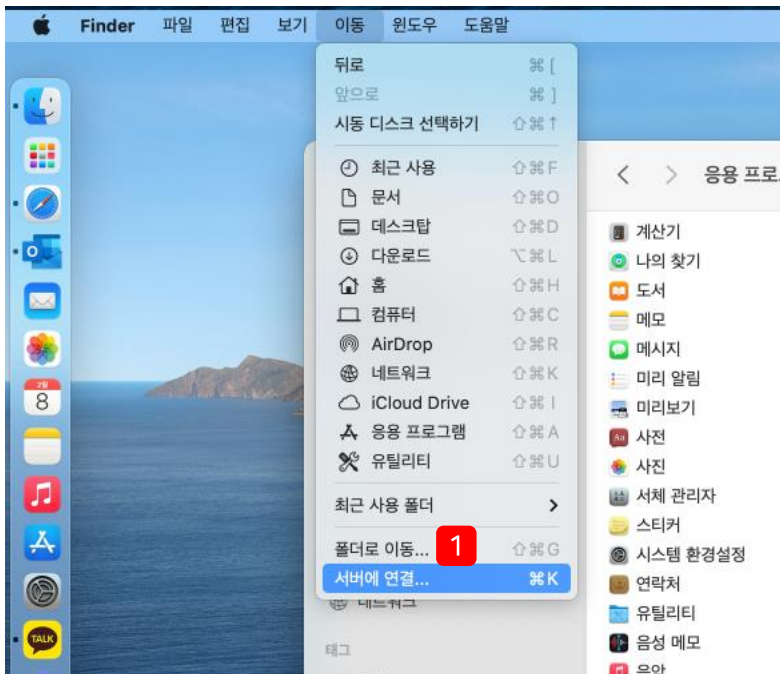 Finder 파일 편집 보기 이동 윈도우 도움말
뒤로 ⌘ [
앞으로 ⌘ ]
시동 디스크 선택하기 ⇧⌘↑
최근 사용 ⇧⌘F
문서 ⇧⌘O
데스크탑 ⇧⌘D
다운로드 ⌥⌘L
홈 ⇧⌘H
컴퓨터 ⇧⌘C
AirDrop ⇧⌘R
네트워크 ⇧⌘K
iCloud Drive ⇧⌘I
응용 프로그램 ⇧⌘A
유틸리티 ⇧⌘U
최근 사용 폴더
폴더로 이동... ⇧⌘G
1
서버에 연결... ⌘K
네트워크
태그
응용 프로
계산기
나의 찾기
도서
메모
메시지
미리 알림
미리보기
사전
사진
서체 관리자
스티커
시스템 환경설정
연락처
유틸리티
음성 메모
음악
2월
8
TALK